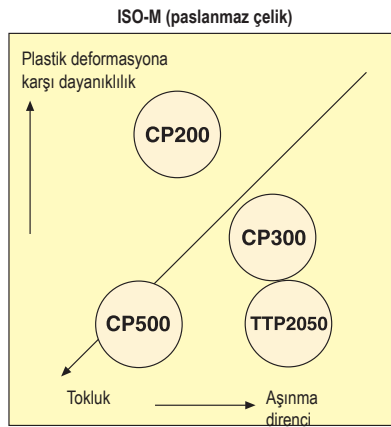 ISO-M (paslanmaz çelik)
Plastik deformasyona
karşı dayanıklılık
CP200
CP300
CP500
TTP2050
Tokluk
Aşınma
direnci